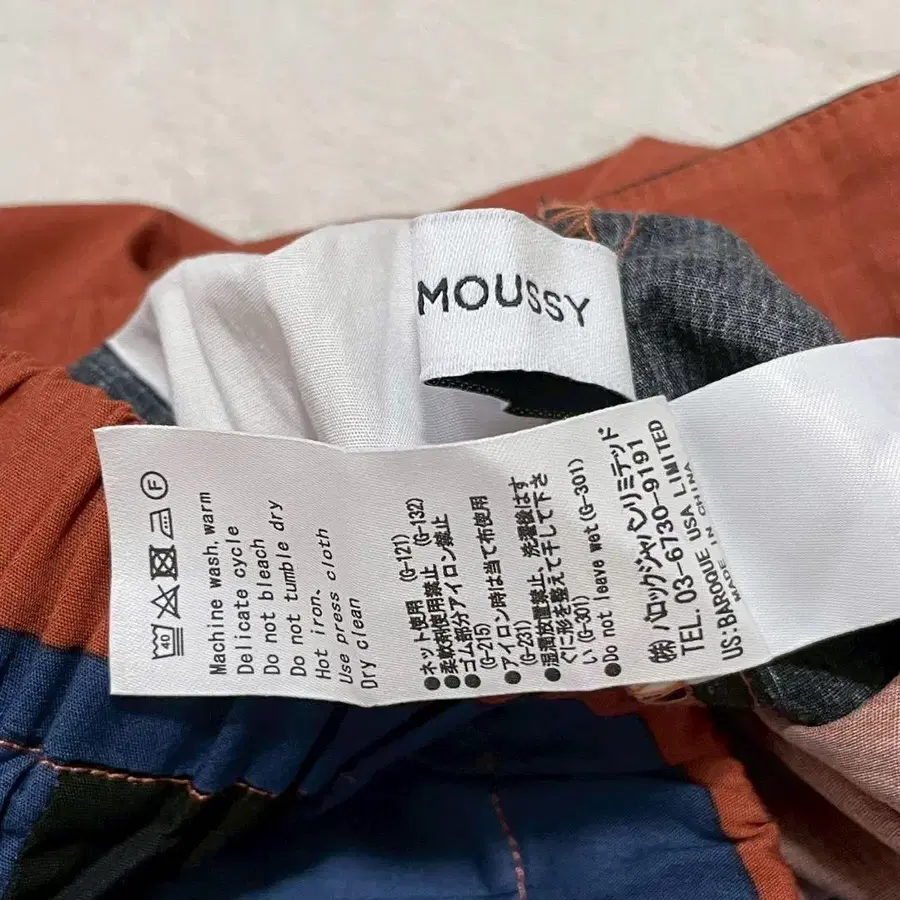 MOUSSY
40
F
Machine wash, warm
Delicate cycle
Do not bleach
Do not tumble dry
Hot iron.
Use press cloth
Dry clean
●ネット使用 (G-121)
●柔軟剤使用禁止 (G-132)
●ゴム部分アイロン禁止
(G-215)
●アイロン時は当て布使用
(G-231)
●湿潤放置禁止、洗濯後はす
ぐに形を整えて干して下さ
い (G-301)
●Do not leave wet (G-301)
㈱ バロックジャパンリミテッド
TEL. 03-6730-9191
US: BAROQUE USA LIMITED
MADE IN CHINA